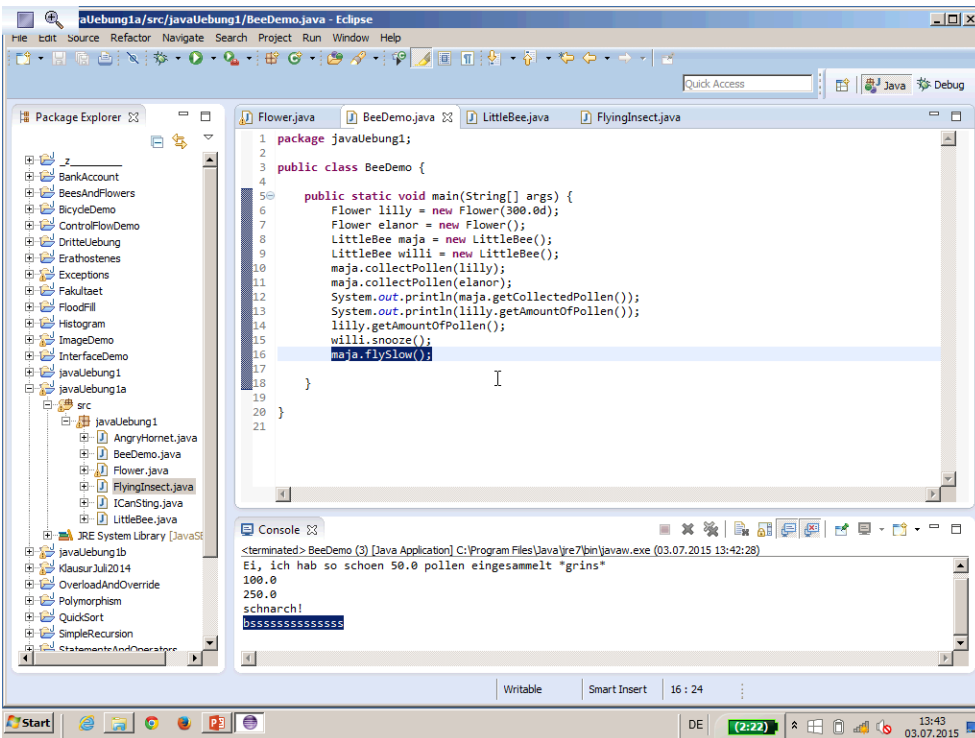 aUebung1a/src/javaUebung1/BeeDemo.java - Eclipse
File Edit Source Refactor Navigate Search Project Run Window Help
Quick Access
Java
Debug
Package Explorer
_z________
BankAccount
BeesAndFlowers
BicycleDemo
ControlFlowDemo
DritteUebung
Erathostenes
Exceptions
Fakultaet
FloodFill
Histogram
ImageDemo
InterfaceDemo
javaUebung1
javaUebung1a
src
javaUebung1
AngryHornet.java
BeeDemo.java
Flower.java
FlyingInsect.java
ICanSting.java
LittleBee.java
JRE System Library [JavaSE
javaUebung1b
KlausurJuli2014
OverloadAndOverride
Polymorphism
QuickSort
SimpleRecursion
StatementsAndOperators
Flower.java
BeeDemo.java
LittleBee.java
FlyingInsect.java
1 package javaUebung1;
2
3 public class BeeDemo {
4
5 public static void main(String[] args) {
6 Flower lilly = new Flower(300.0d);
7 Flower elanor = new Flower();
8 LittleBee maja = new LittleBee();
9 LittleBee willi = new LittleBee();
10 maja.collectPollen(lilly);
11 maja.collectPollen(elanor);
12 System.out.println(maja.getCollectedPollen());
13 System.out.println(lilly.getAmountOfPollen());
14 lilly.getAmountOfPollen();
15 willi.snooze();
16 maja.flySlow();
17
18 }
19
20 }
21
Console
<terminated> BeeDemo (3) [Java Application] C:\Program Files\Java\jre7\bin\javaw.exe (03.07.2015 13:42:28)
Ei, ich hab so schoen 50.0 pollen eingesammelt *grins*
100.0
250.0
schnarch!
bssssssssssssss
Writable
Smart Insert
16 : 24
Start
DE
(2:22)
13:43
03.07.2015